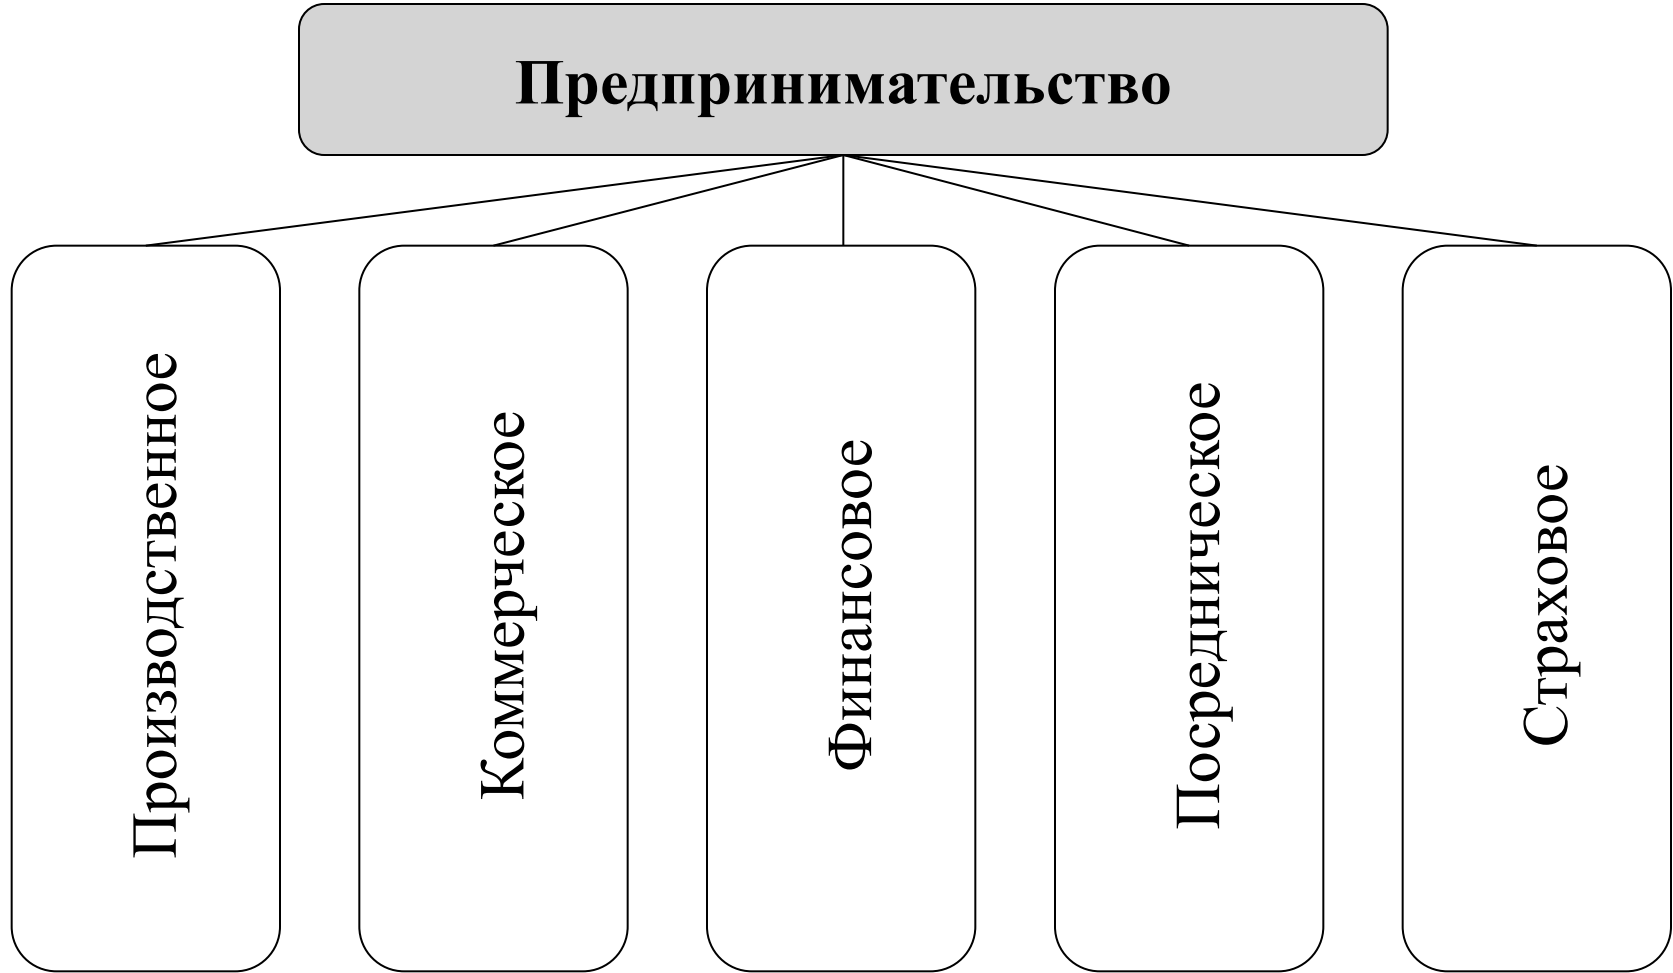 Предпринимательство
Производственное
Коммерческое
Финансовое
Посредническое
Страховое